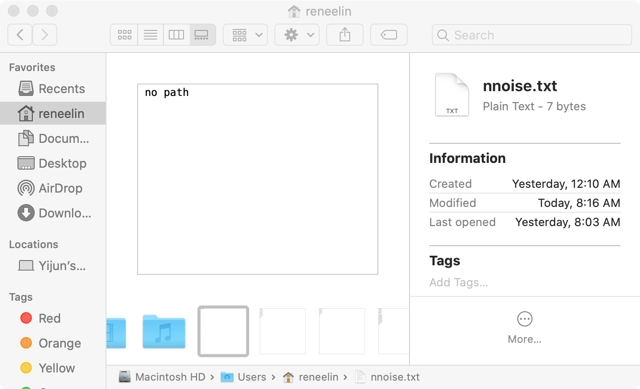 reneelin
Search
Favorites
Recents
reneelin
Docum...
Desktop
AirDrop
Downlo...
Locations
Yijun's...
Tags
Red
Orange
Yellow
no path
nnoise.txt
Plain Text - 7 bytes
TXT
Information
Created Yesterday, 12:10 AM
Modified Today, 8:16 AM
Last opened Yesterday, 8:03 AM
Tags
Add Tags...
More...
Macintosh HD › Users › reneelin › nnoise.txt